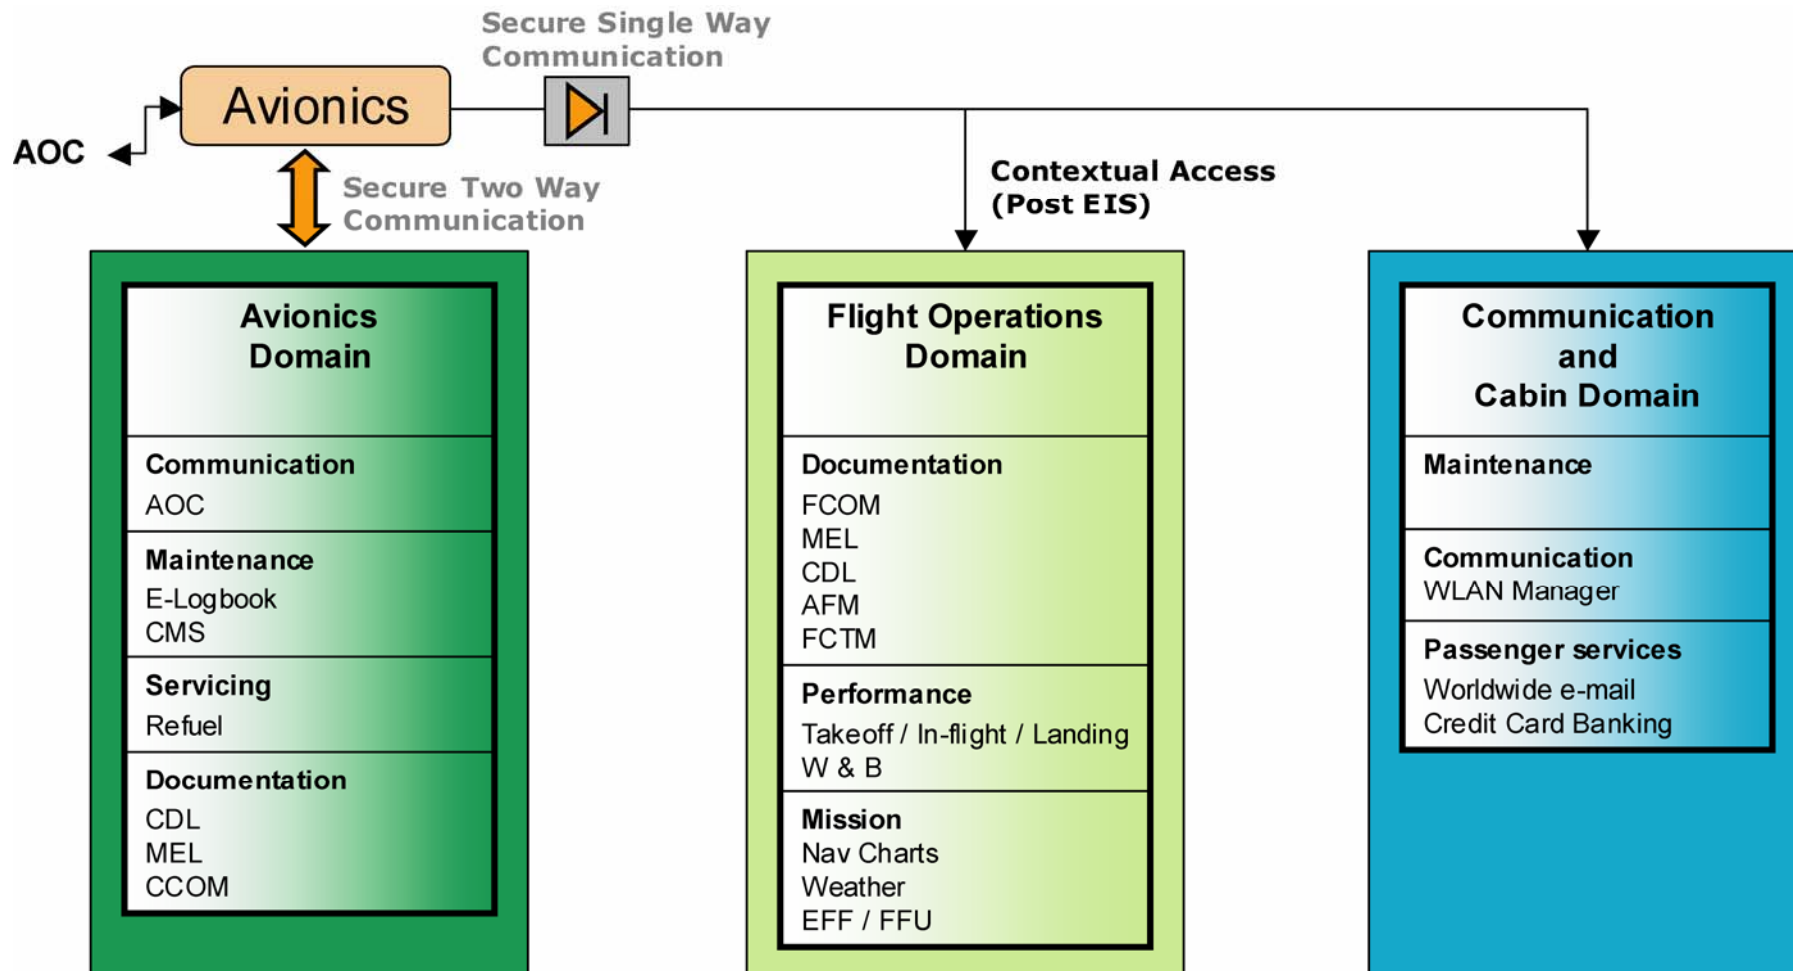 Secure Single Way
Communication
Avionics
AOC
Secure Two Way
Communication
Contextual Access
(Post EIS)
Avionics
Domain
Communication
AOC
Maintenance
E-Logbook
CMS
Servicing
Refuel
Documentation
CDL
MEL
CCOM
Flight Operations
Domain
Documentation
FCOM
MEL
CDL
AFM
FCTM
Performance
Takeoff / In-flight / Landing
W & B
Mission
Nav Charts
Weather
EFF / FFU
Communication
and
Cabin Domain
Maintenance
Communication
WLAN Manager
Passenger services
Worldwide e-mail
Credit Card Banking